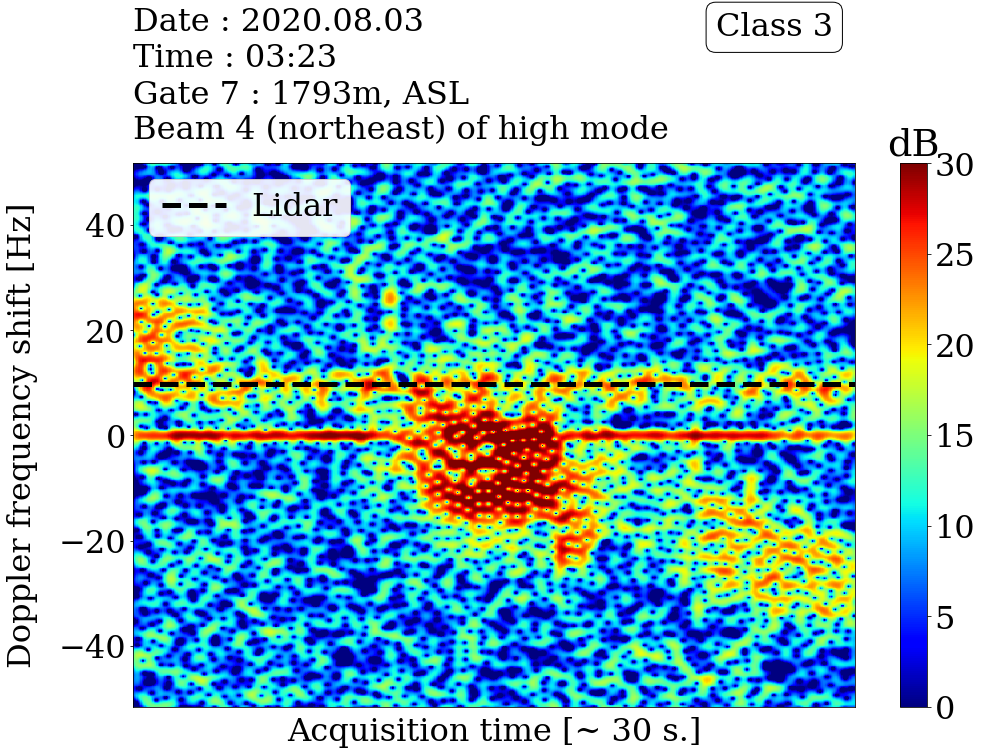 Date : 2020.08.03
Time : 03:23
Gate 7 : 1793m, ASL
Beam 4 (northeast) of high mode
Class 3
dB
Lidar
Doppler frequency shift [Hz]
40
20
0
−20
−40
30
25
20
15
10
5
0
Acquisition time [~ 30 s.]